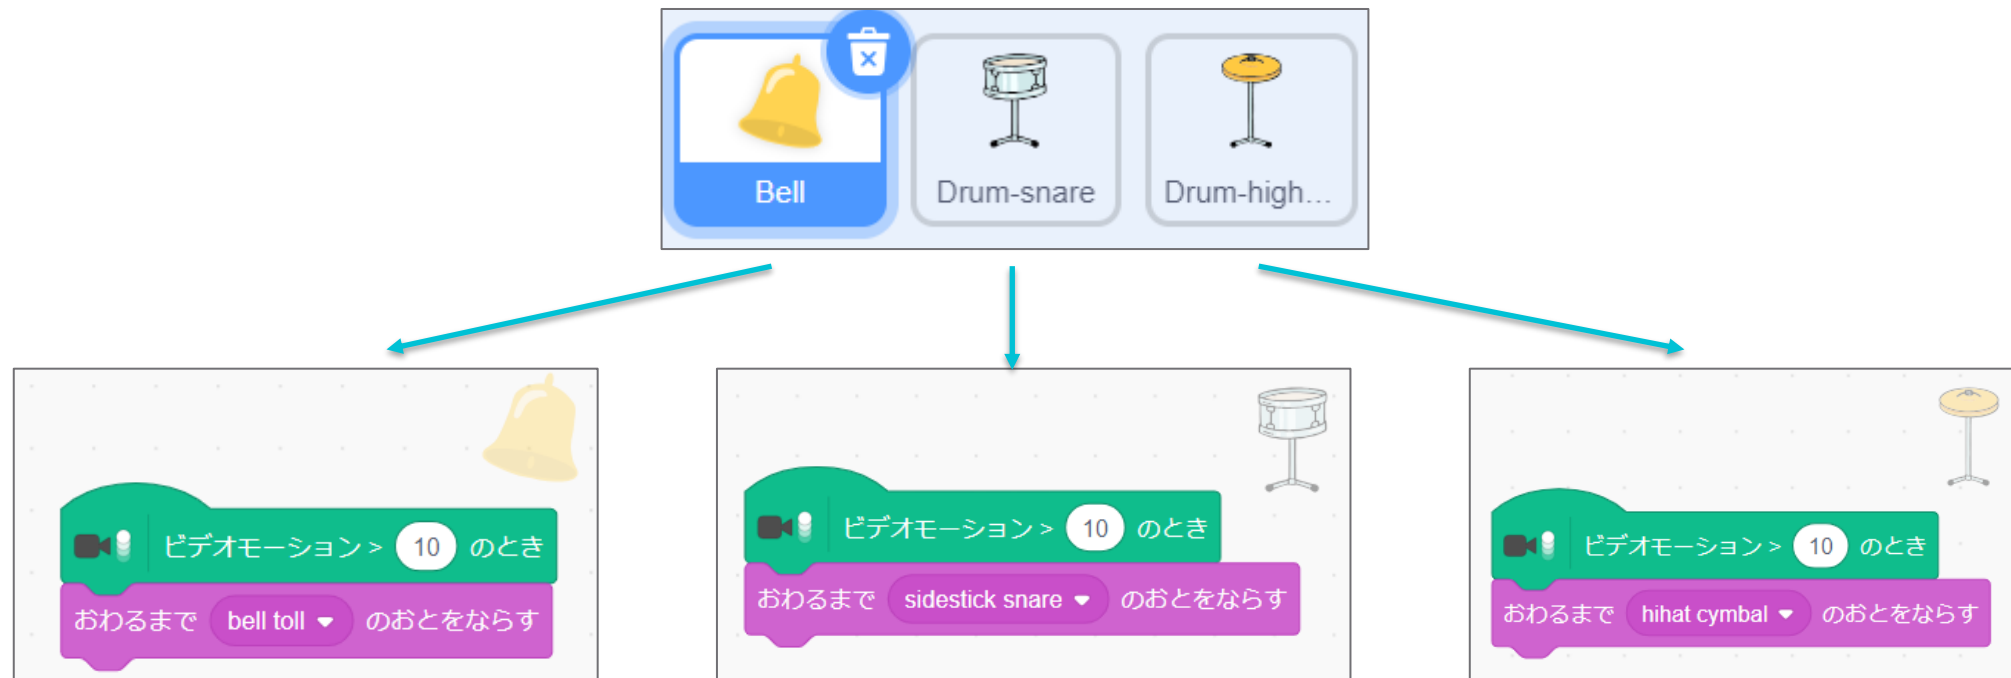 Bell
Drum-snare
Drum-high...
ビデオモーション > 10 のとき
おわるまで bell toll のおとをならす
ビデオモーション > 10 のとき
おわるまで sidestick snare のおとをならす
ビデオモーション > 10 のとき
おわるまで hihat cymbal のおとをならす